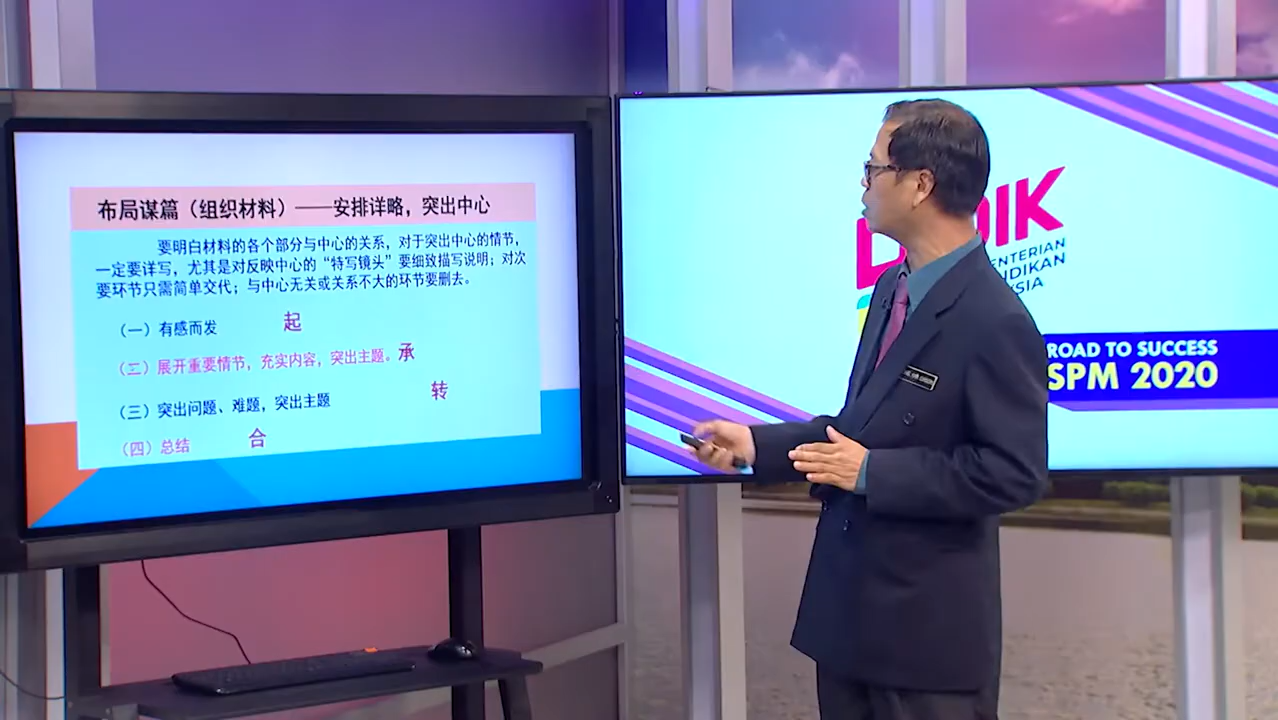 布局谋篇（组织材料）——安排详略，突出中心
要明白材料的各个部分与中心的关系，对于突出中心的情节，
一定要详写，尤其是对反映中心的“特写镜头”要细致描写说明；对次
要环节只需简单交代；与中心无关或关系不大的环节要删去。
（一）有感而发 起
（二）展开重要情节，充实内容，突出主题。承
（三）突出问题、难题，突出主题 转
（四）总结 合
DIK
ROAD TO SUCCESS
SPM 2020